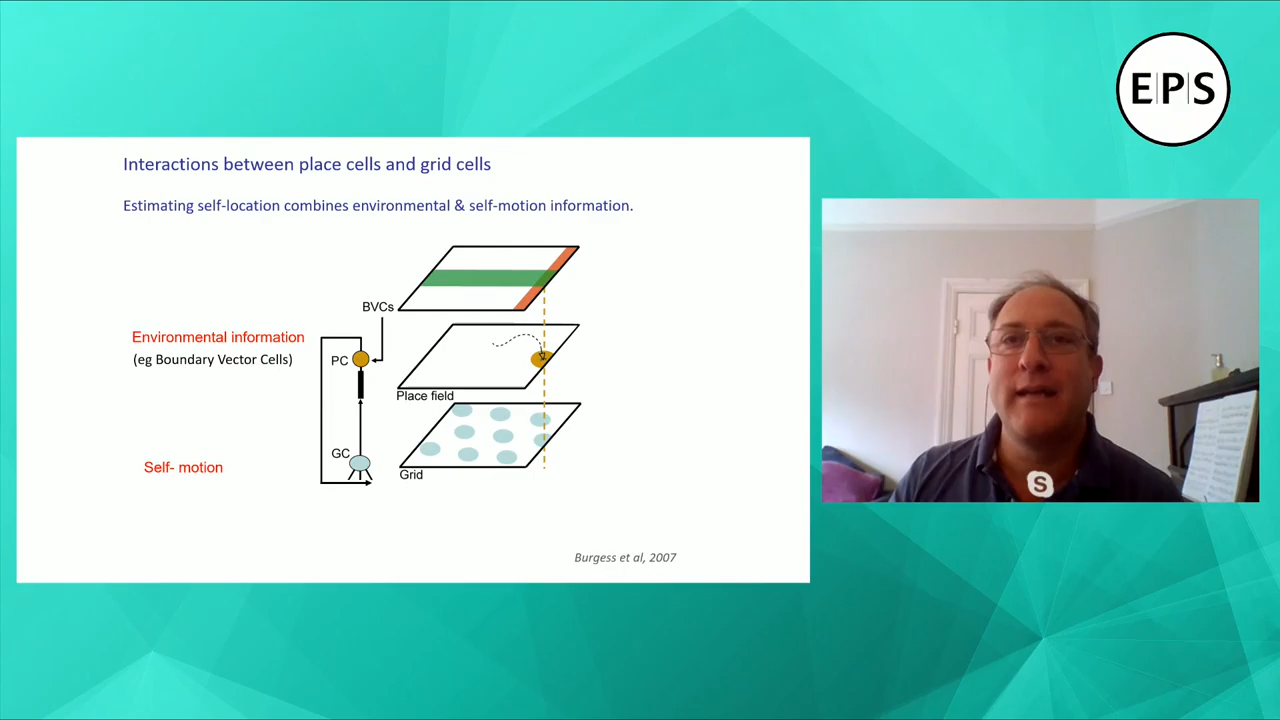 E|P|S
Interactions between place cells and grid cells
Estimating self-location combines environmental & self-motion information.
BVCs
Environmental information
(eg Boundary Vector Cells)
PC
Place field
GC
Self- motion
Grid
Burgess et al, 2007
S